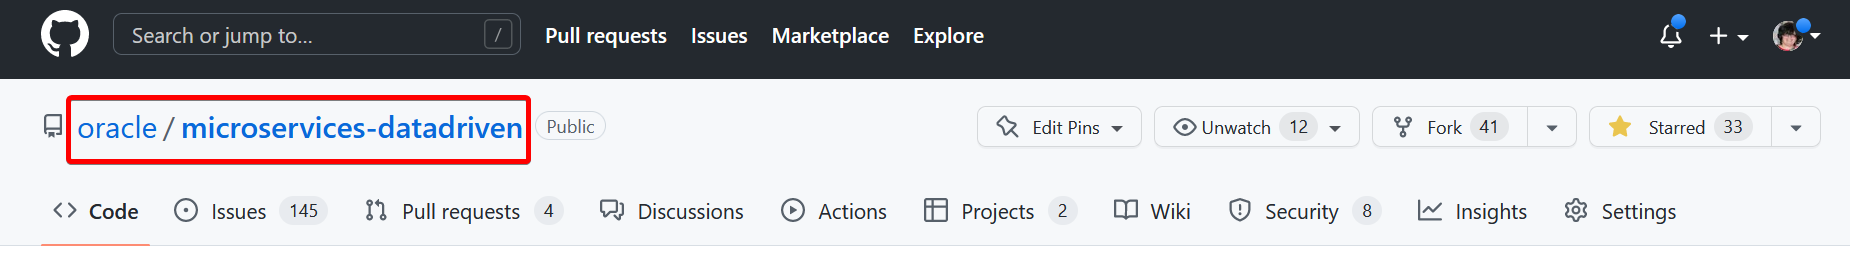 Search or jump to... / Pull requests Issues Marketplace Explore
oracle / microservices-datadriven Public Edit Pins Unwatch 12 Fork 41 Starred 33
Code Issues 145 Pull requests 4 Discussions Actions Projects 2 Wiki Security 8 Insights Settings